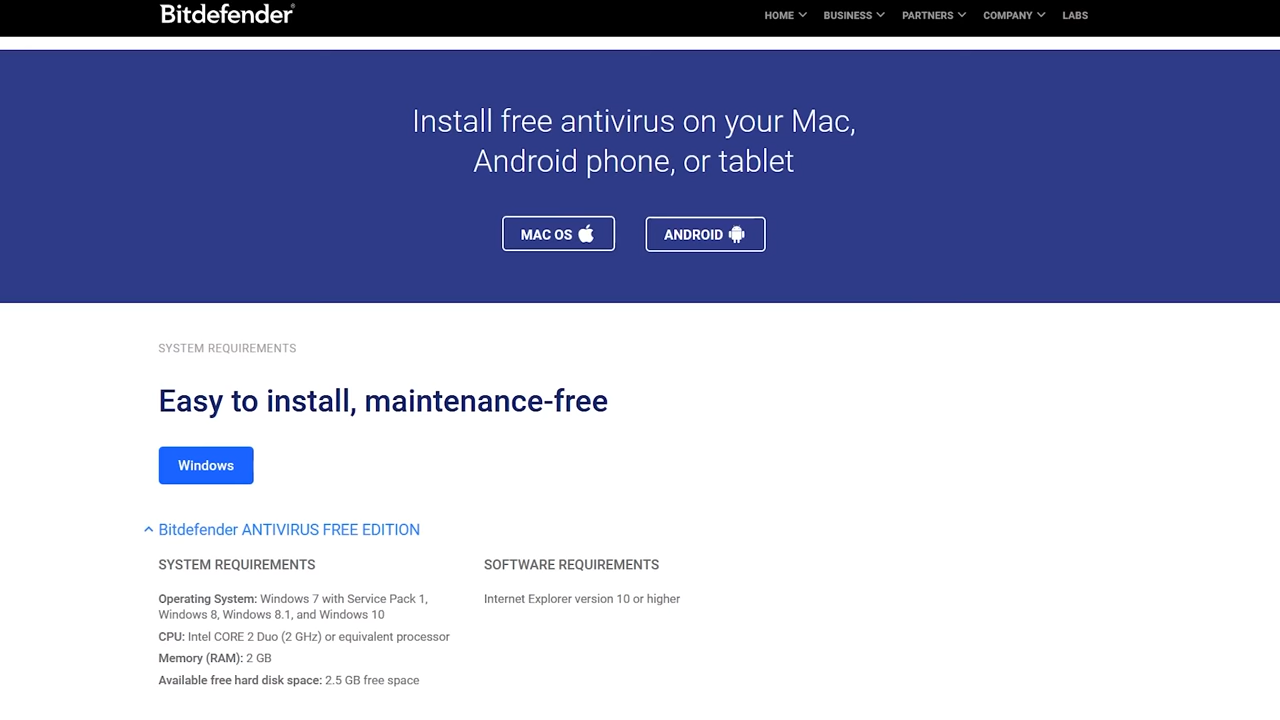 Bitdefender®
HOME BUSINESS PARTNERS COMPANY LABS
Install free antivirus on your Mac,
Android phone, or tablet
MAC OS ANDROID
SYSTEM REQUIREMENTS
Easy to install, maintenance-free
Windows
Bitdefender ANTIVIRUS FREE EDITION
SYSTEM REQUIREMENTS
Operating System: Windows 7 with Service Pack 1,
Windows 8, Windows 8.1, and Windows 10
CPU: Intel CORE 2 Duo (2 GHz) or equivalent processor
Memory (RAM): 2 GB
Available free hard disk space: 2.5 GB free space
SOFTWARE REQUIREMENTS
Internet Explorer version 10 or higher